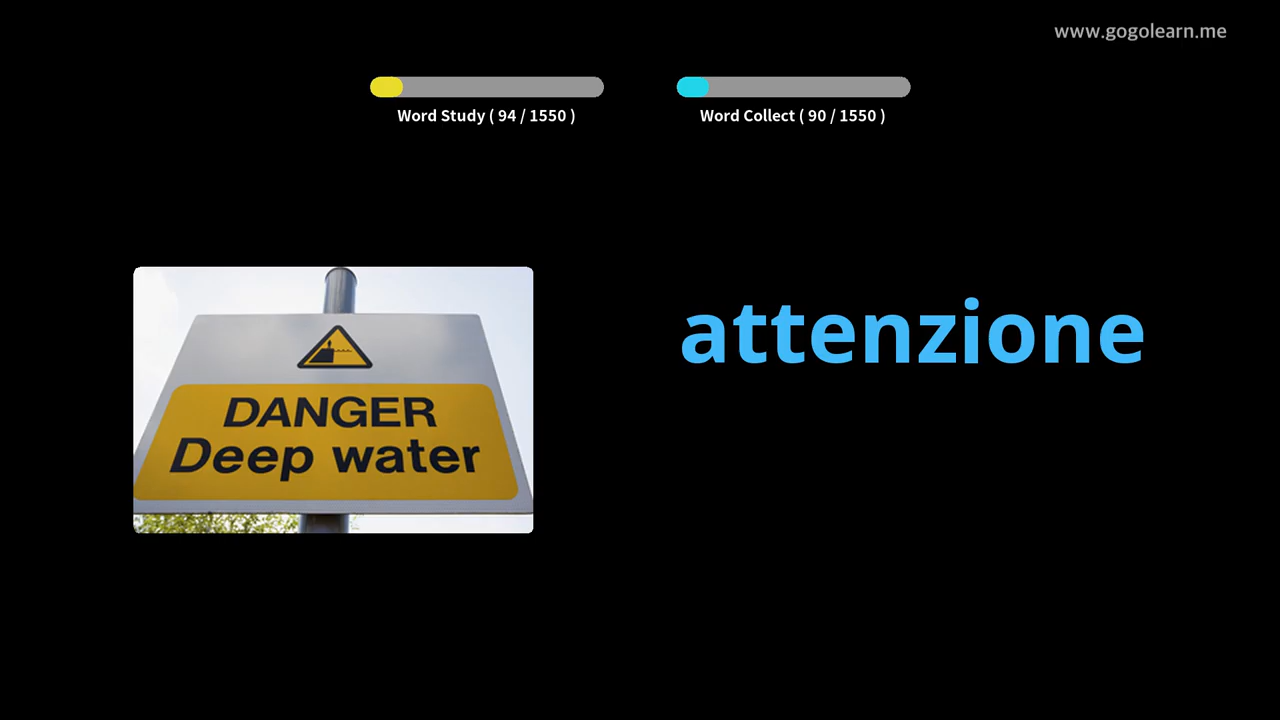 www.gogolearn.me
Word Study ( 94 / 1550 )
Word Collect ( 90 / 1550 )
attenzione
DANGER
Deep water